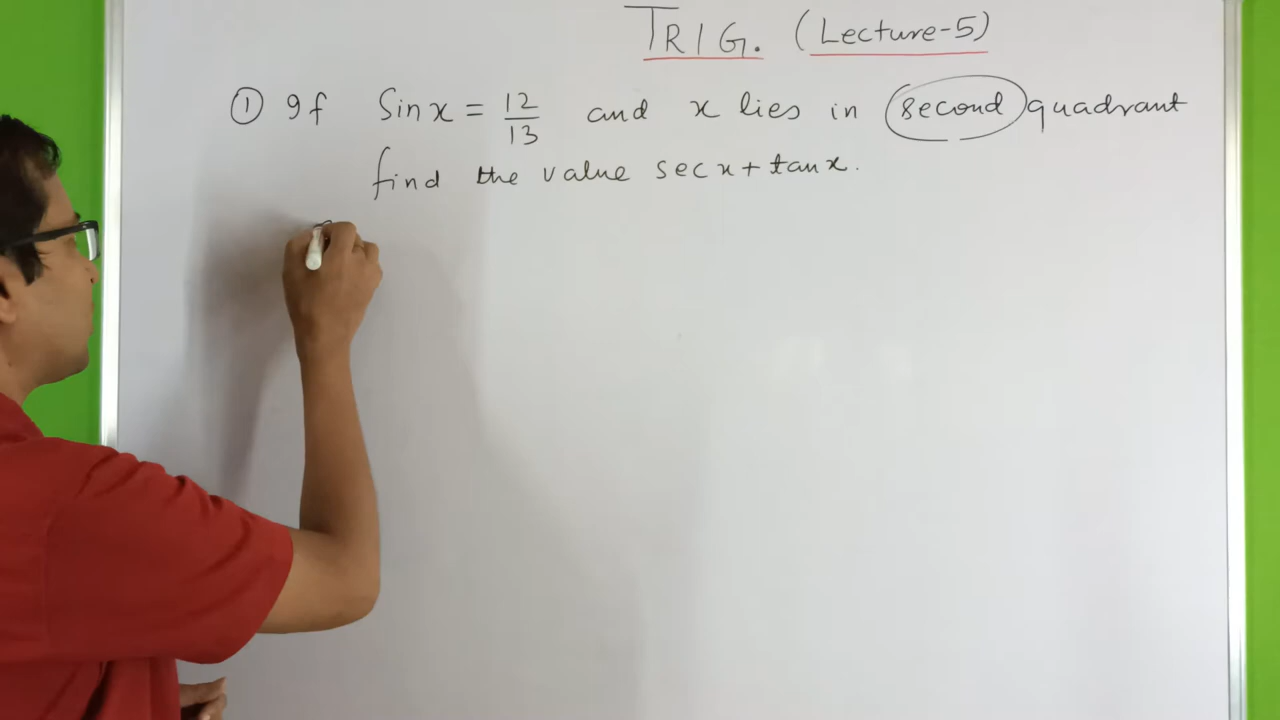 TRIG. (Lecture-5)
① If Sin x = 12/13 and x lies in second quadrant
find the value sec x + tan x.